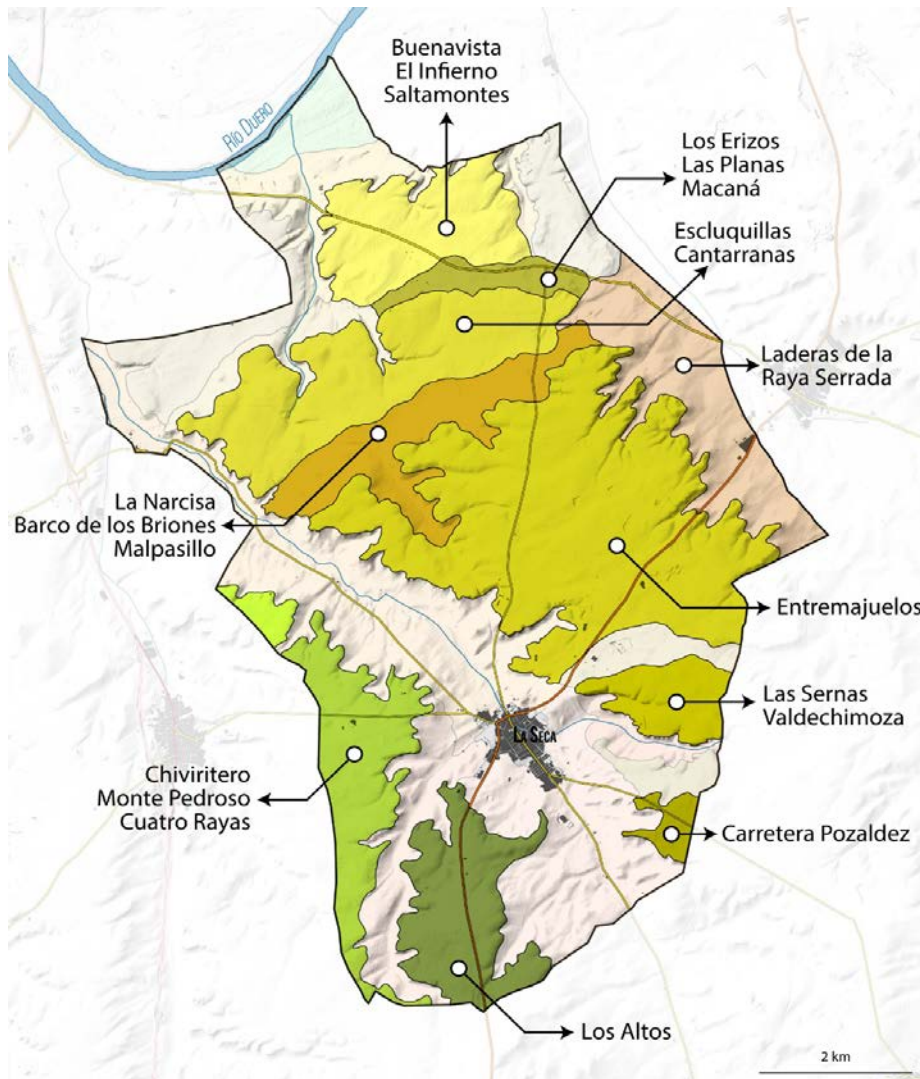 Buenavista
El Infierno
Saltamontes
RÍO DUERO
Los Erizos
Las Planas
Macaná
Escluquillas
Cantarranas
Laderas de la
Raya Serrada
La Narcisa
Barco de los Briones
Malpasillo
Entremajuelos
Las Sernas
Valdechimoza
LA SECA
Chiviritero
Monte Pedroso
Cuatro Rayas
Carretera Pozaldez
Los Altos
2 km